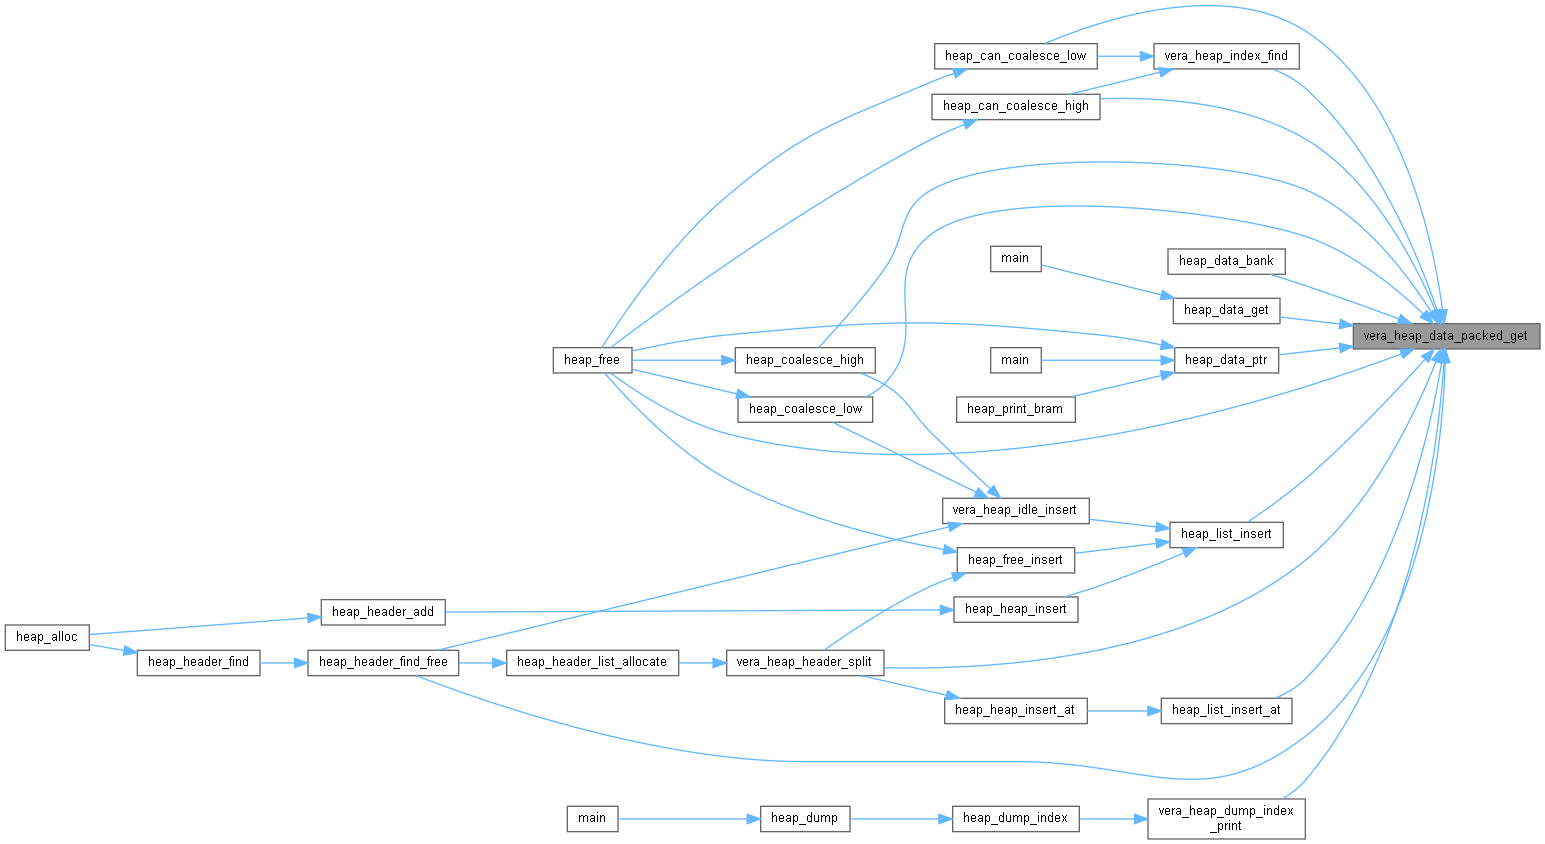 heap_can_coalesce_low
vera_heap_index_find
heap_can_coalesce_high
main
heap_data_bank
heap_data_get
vera_heap_data_packed_get
heap_free
heap_coalesce_high
main
heap_data_ptr
heap_coalesce_low
heap_print_bram
vera_heap_idle_insert
heap_list_insert
heap_free_insert
heap_header_add
heap_heap_insert
heap_alloc
heap_header_find
heap_header_find_free
heap_header_list_allocate
vera_heap_header_split
heap_heap_insert_at
heap_list_insert_at
main
heap_dump
heap_dump_index
vera_heap_dump_index
_print